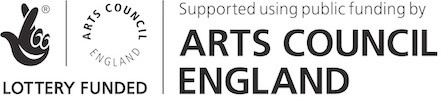 ®
ARTS COUNCIL
ENGLAND
LOTTERY FUNDED
Supported using public funding by
ARTS COUNCIL
ENGLAND